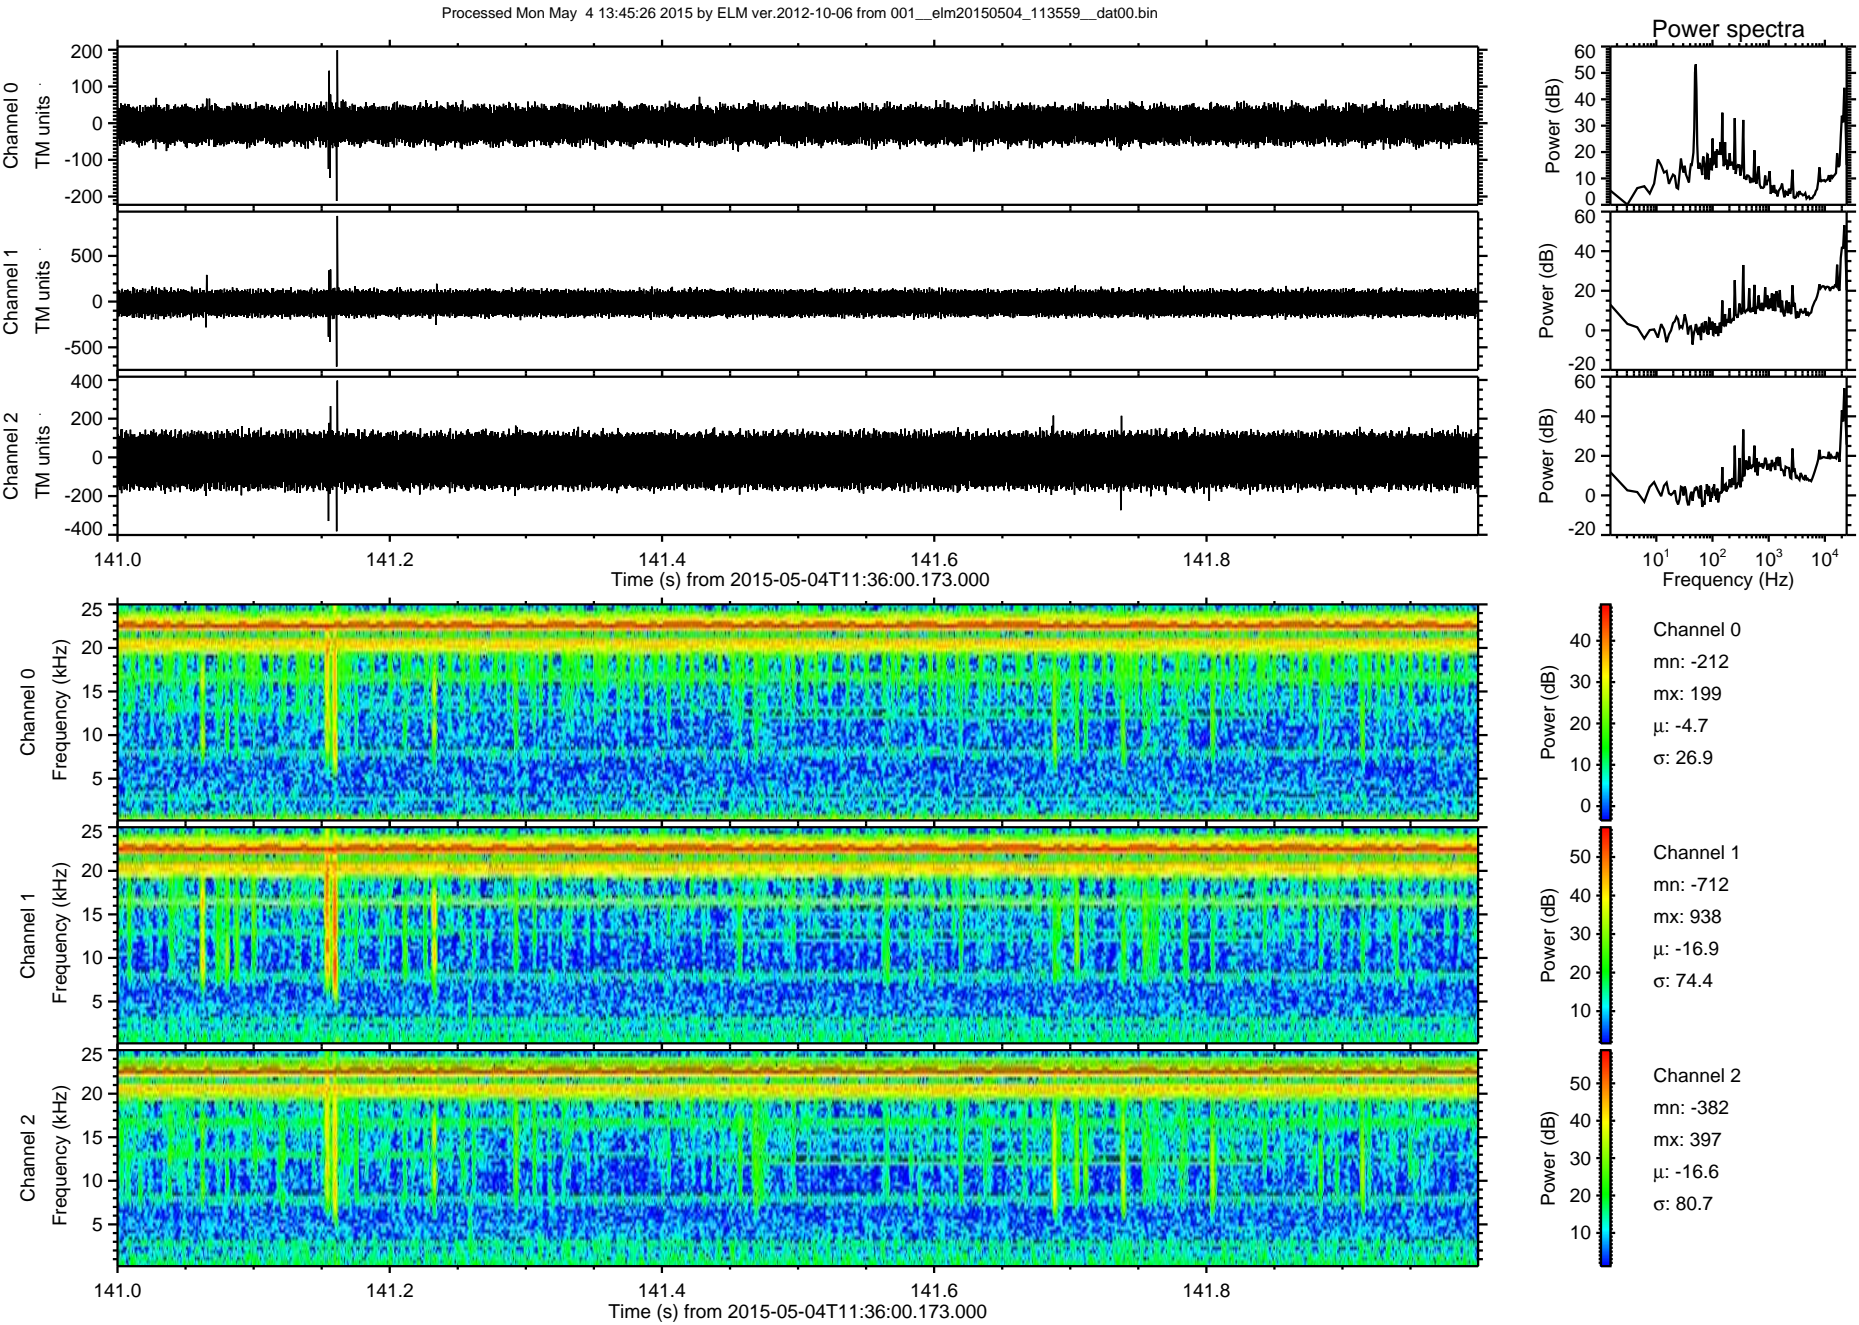 Processed Mon May  4 13:45:26 2015 by ELM ver.2012-10-06 from 001__elm20150504_113559__dat00.bin
Power spectra
Channel 0
TM units
200
100
0
-100
-200
Power (dB)
60
50
40
30
20
10
0
Channel 1
TM units
500
0
-500
Power (dB)
60
40
20
0
-20
Channel 2
TM units
400
200
0
-200
-400
Power (dB)
60
40
20
0
-20
141.0 141.2 141.4 141.6 141.8
Time (s) from 2015-05-04T11:36:00.173.000
10^1 10^2 10^3 10^4
Frequency (Hz)
Channel 0
Frequency (kHz)
25
20
15
10
5
Power (dB)
40
30
20
10
0
Channel 0
mn: -212
mx: 199
μ: -4.7
σ: 26.9
Channel 1
Frequency (kHz)
25
20
15
10
5
Power (dB)
50
40
30
20
10
Channel 1
mn: -712
mx: 938
μ: -16.9
σ: 74.4
Channel 2
Frequency (kHz)
25
20
15
10
5
Power (dB)
50
40
30
20
10
Channel 2
mn: -382
mx: 397
μ: -16.6
σ: 80.7
141.0 141.2 141.4 141.6 141.8
Time (s) from 2015-05-04T11:36:00.173.000